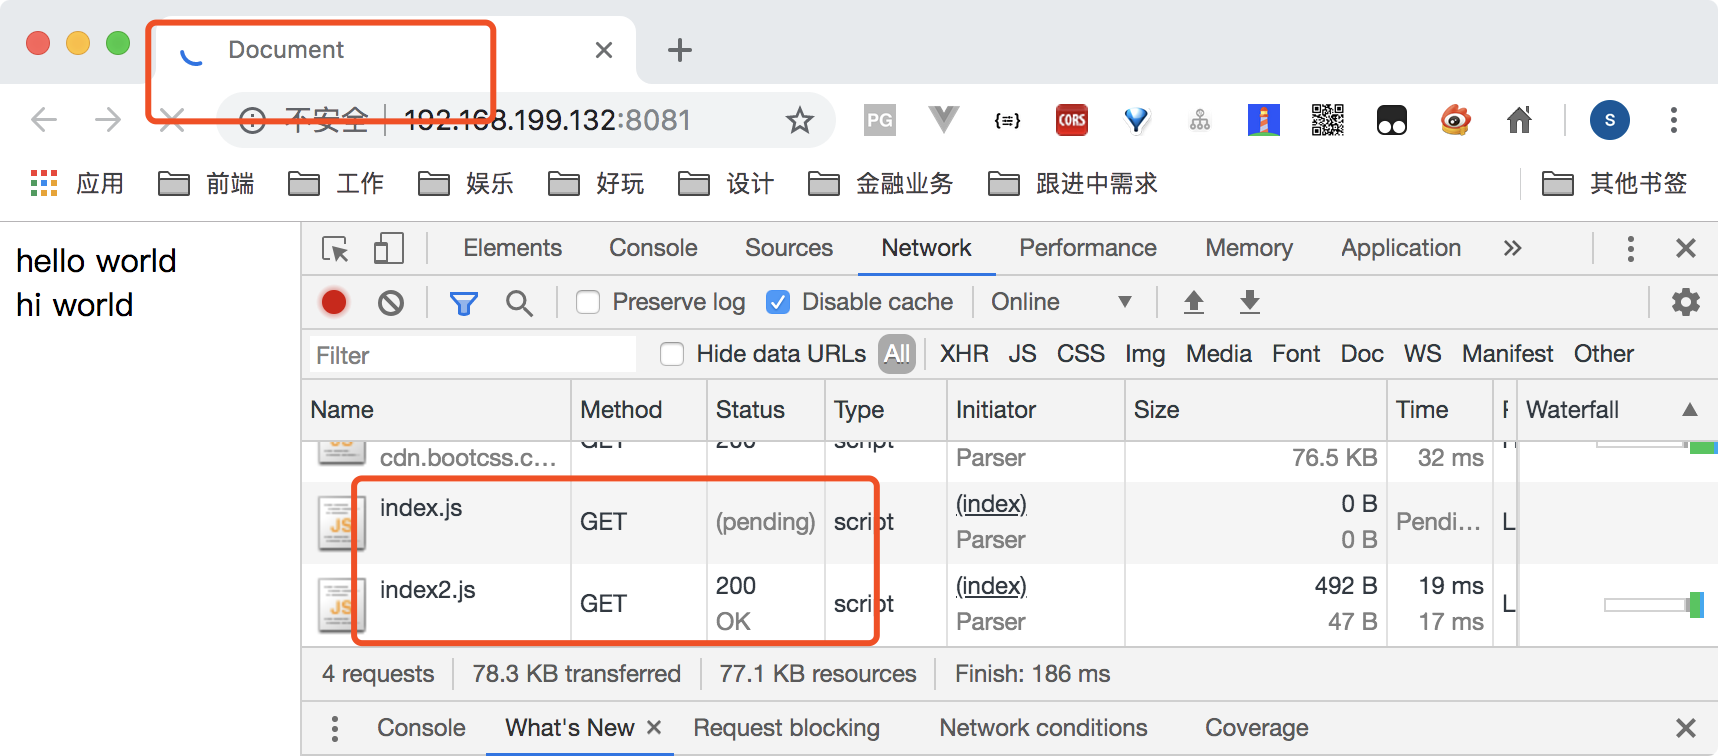 Document
不安全 192.168.199.132:8081
PG {≡} CORS S
应用 前端 工作 娱乐 好玩 设计 金融业务 跟进中需求 其他书签
hello world
hi world
Elements Console Sources Network Performance Memory Application »
Preserve log Disable cache Online
Filter Hide data URLs All XHR JS CSS Img Media Font Doc WS Manifest Other
Name Method Status Type Initiator Size Time Waterfall
GET 200 script
cdn.bootcss.c... Parser 76.5 KB 32 ms
index.js GET (pending) script (index) 0 B Pendi... L
Parser 0 B
index2.js GET 200 script (index) 492 B 19 ms L
OK Parser 47 B 17 ms
4 requests 78.3 KB transferred 77.1 KB resources Finish: 186 ms
Console What's New Request blocking Network conditions Coverage